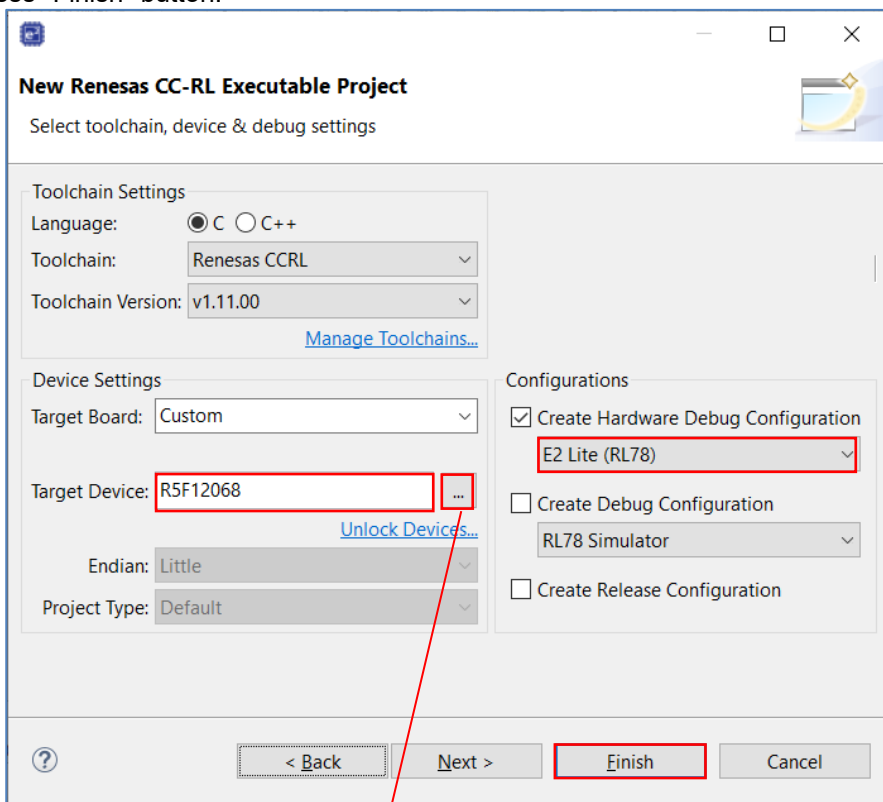 New Renesas CC-RL Executable Project
Select toolchain, device & debug settings
Toolchain Settings
Language: C C++
Toolchain: Renesas CCRL
Toolchain Version: v1.11.00
Manage Toolchains...
Device Settings
Target Board: Custom
Target Device: R5F12068 ...
Unlock Devices...
Endian: Little
Project Type: Default
Configurations
Create Hardware Debug Configuration
E2 Lite (RL78)
Create Debug Configuration
RL78 Simulator
Create Release Configuration
? < Back Next > Finish Cancel